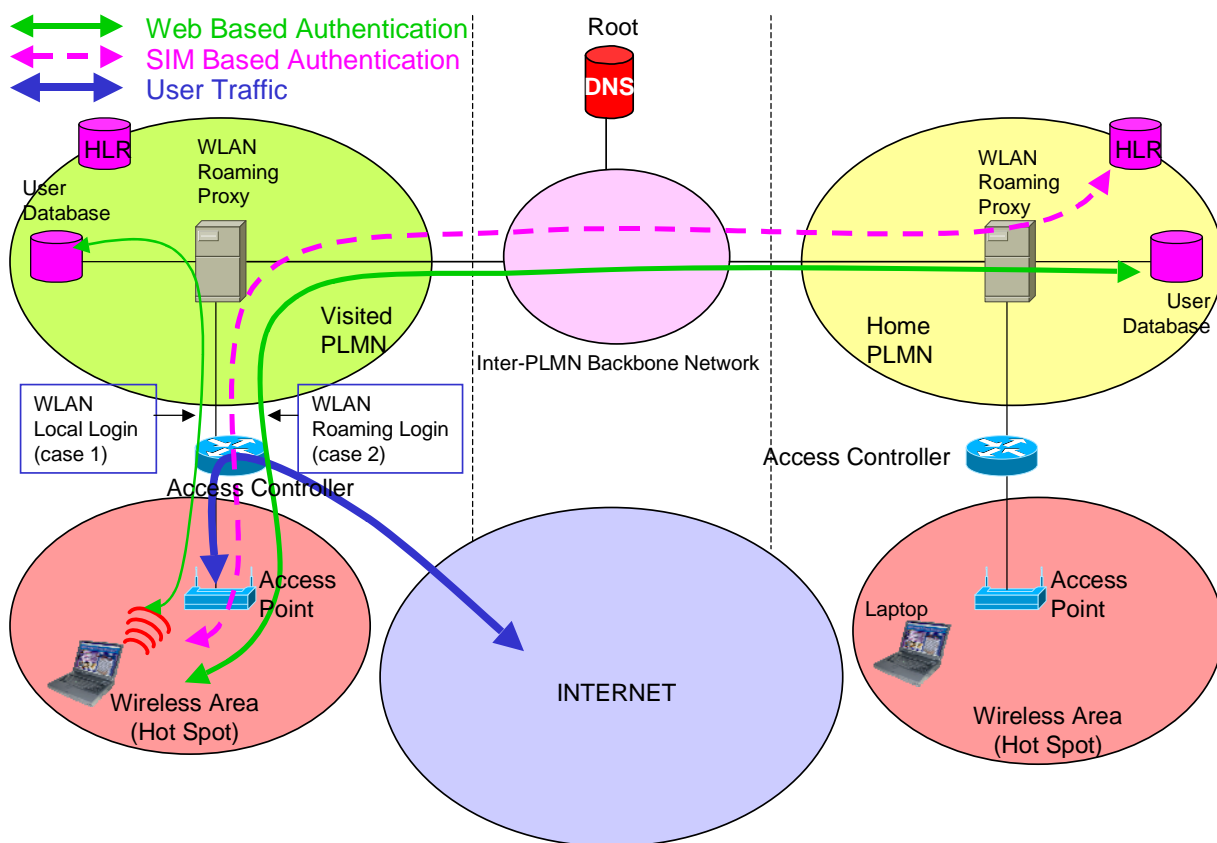 Web Based Authentication
SIM Based Authentication
User Traffic
Root
DNS
HLR
WLAN
Roaming
Proxy
User
Database
Visited
PLMN
Inter-PLMN Backbone Network
WLAN
Roaming
Proxy
HLR
User
Database
Home
PLMN
WLAN
Local Login
(case 1)
WLAN
Roaming Login
(case 2)
Access Controller
Access Controller
Access
Point
Wireless Area
(Hot Spot)
INTERNET
Access
Point
Laptop
Wireless Area
(Hot Spot)